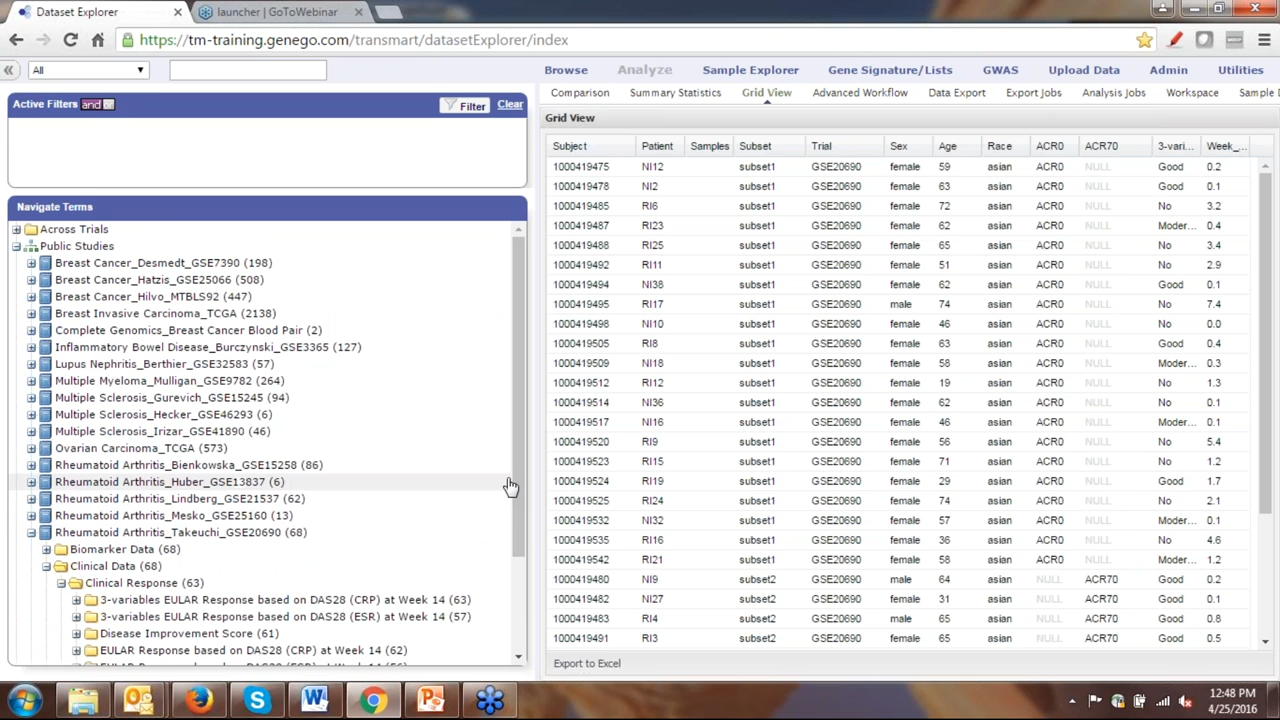 Dataset Explorer
launcher | GoToWebinar
https://tm-training.genego.com/transmart/datasetExplorer/index
All
Browse Analyze Sample Explorer Gene Signature/Lists GWAS Upload Data Admin Utilities
Comparison Summary Statistics Grid View Advanced Workflow Data Export Export Jobs Analysis Jobs Workspace Sample D
Active Filters and or Filter Clear
Navigate Terms
Across Trials
Public Studies
Breast Cancer_Desmedt_GSE7390 (198)
Breast Cancer_Hatzis_GSE25066 (508)
Breast Cancer_Hilvo_MTBLS92 (447)
Breast Invasive Carcinoma_TCGA (2138)
Complete Genomics_Breast Cancer Blood Pair (2)
Inflammatory Bowel Disease_Burczynski_GSE3365 (127)
Lupus Nephritis_Berthier_GSE32583 (57)
Multiple Myeloma_Mulligan_GSE9782 (264)
Multiple Sclerosis_Gurevich_GSE15245 (94)
Multiple Sclerosis_Hecker_GSE46293 (6)
Multiple Sclerosis_Irizar_GSE41890 (46)
Ovarian Carcinoma_TCGA (573)
Rheumatoid Arthritis_Bienkowska_GSE15258 (86)
Rheumatoid Arthritis_Huber_GSE13837 (6)
Rheumatoid Arthritis_Lindberg_GSE21537 (62)
Rheumatoid Arthritis_Mesko_GSE25160 (13)
Rheumatoid Arthritis_Takeuchi_GSE20690 (68)
Biomarker Data (68)
Clinical Data (68)
Clinical Response (63)
3-variables EULAR Response based on DAS28 (CRP) at Week 14 (63)
3-variables EULAR Response based on DAS28 (ESR) at Week 14 (57)
Disease Improvement Score (61)
EULAR Response based on DAS28 (CRP) at Week 14 (62)
Grid View
Subject Patient Samples Subset Trial Sex Age Race ACR0 ACR70 3-vari... Week_...
1000419475 NI12 subset1 GSE20690 female 59 asian ACR0 NULL Good 0.2
1000419478 NI2 subset1 GSE20690 female 63 asian ACR0 NULL Good 0.1
1000419485 RI6 subset1 GSE20690 female 72 asian ACR0 NULL No 3.2
1000419487 RI23 subset1 GSE20690 female 62 asian ACR0 NULL Moder... 0.4
1000419488 RI25 subset1 GSE20690 female 65 asian ACR0 NULL No 3.4
1000419492 RI11 subset1 GSE20690 female 51 asian ACR0 NULL No 2.9
1000419494 NI38 subset1 GSE20690 female 62 asian ACR0 NULL Good 0.1
1000419495 RI17 subset1 GSE20690 male 74 asian ACR0 NULL No 7.4
1000419498 NI10 subset1 GSE20690 female 46 asian ACR0 NULL No 0.0
1000419505 RI8 subset1 GSE20690 female 63 asian ACR0 NULL Good 0.4
1000419509 NI18 subset1 GSE20690 female 58 asian ACR0 NULL Moder... 0.3
1000419512 RI12 subset1 GSE20690 female 19 asian ACR0 NULL No 1.3
1000419514 NI36 subset1 GSE20690 female 62 asian ACR0 NULL No 0.1
1000419517 NI16 subset1 GSE20690 female 46 asian ACR0 NULL Moder... 0.1
1000419520 RI9 subset1 GSE20690 female 56 asian ACR0 NULL No 5.4
1000419523 RI15 subset1 GSE20690 female 71 asian ACR0 NULL No 1.2
1000419524 RI19 subset1 GSE20690 female 29 asian ACR0 NULL Good 1.7
1000419525 RI24 subset1 GSE20690 female 74 asian ACR0 NULL No 2.1
1000419532 NI32 subset1 GSE20690 female 57 asian ACR0 NULL Moder... 0.1
1000419535 RI16 subset1 GSE20690 female 36 asian ACR0 NULL No 4.6
1000419542 RI21 subset1 GSE20690 female 58 asian ACR0 NULL Moder... 1.2
1000419480 NI9 subset2 GSE20690 male 64 asian NULL ACR70 Good 0.2
1000419482 NI27 subset2 GSE20690 female 31 asian NULL ACR70 Good 0.1
1000419483 RI4 subset2 GSE20690 male 65 asian NULL ACR70 Good 0.8
1000419491 RI3 subset2 GSE20690 female 65 asian NULL ACR70 Good 0.5
Export to Excel
12:48 PM
4/25/2016